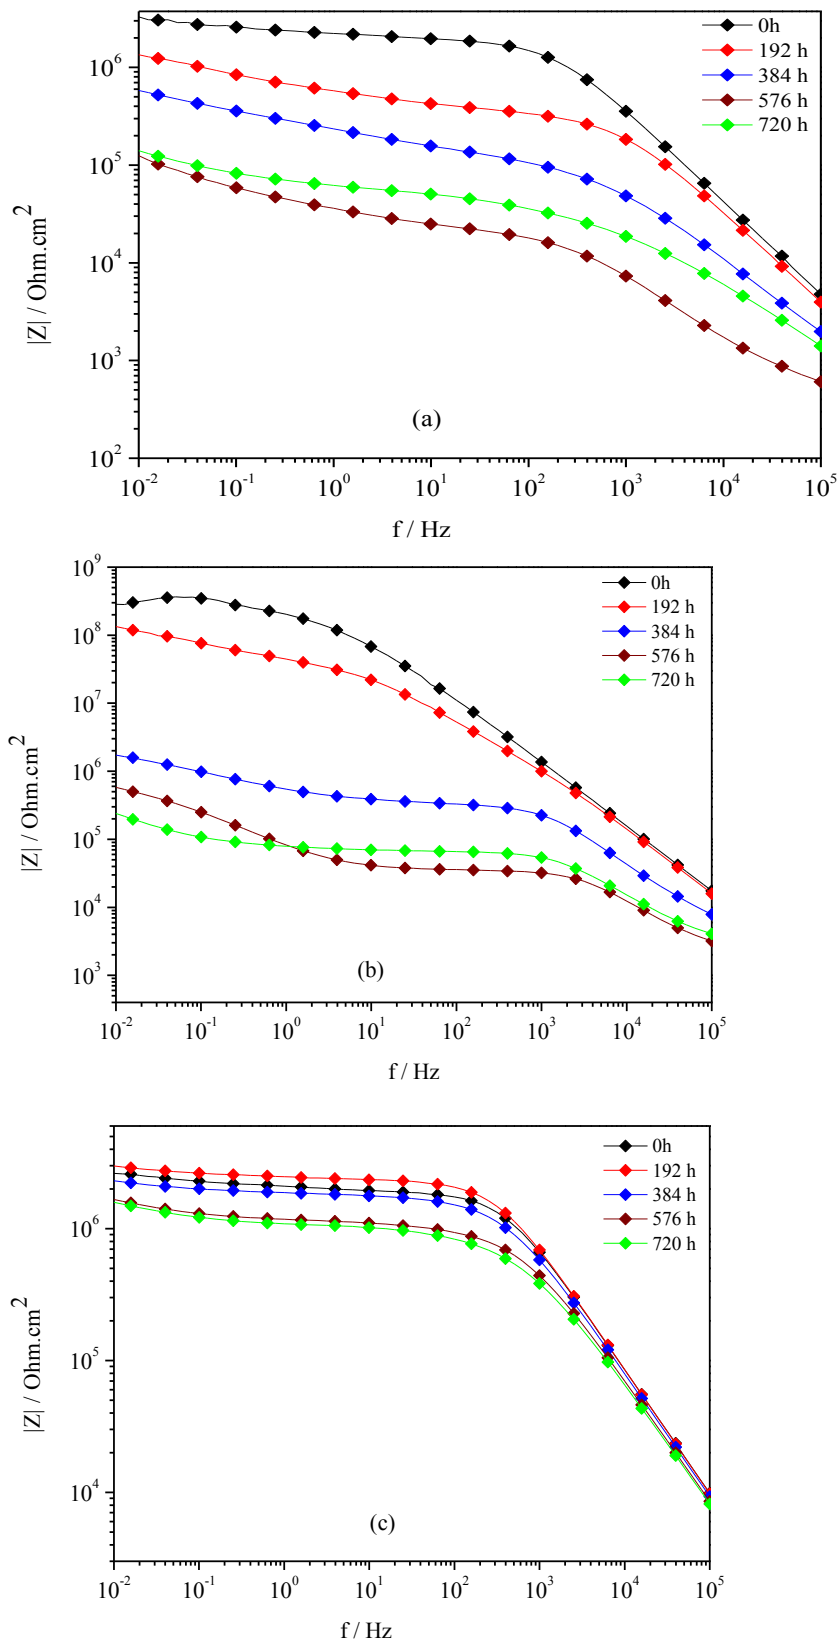 0h
192 h
384 h
576 h
720 h
10^6
10^5
10^4
10^3
10^2
|Z| / Ohm.cm^2
(a)
10^-2 10^-1 10^0 10^1 10^2 10^3 10^4 10^5
f / Hz
10^9
10^8
10^7
10^6
10^5
10^4
10^3
|Z| / Ohm.cm^2
0h
192 h
384 h
576 h
720 h
(b)
10^-2 10^-1 10^0 10^1 10^2 10^3 10^4 10^5
f / Hz
0h
192 h
384 h
576 h
720 h
10^6
10^5
10^4
|Z| / Ohm.cm^2
(c)
10^-2 10^-1 10^0 10^1 10^2 10^3 10^4 10^5
f / Hz